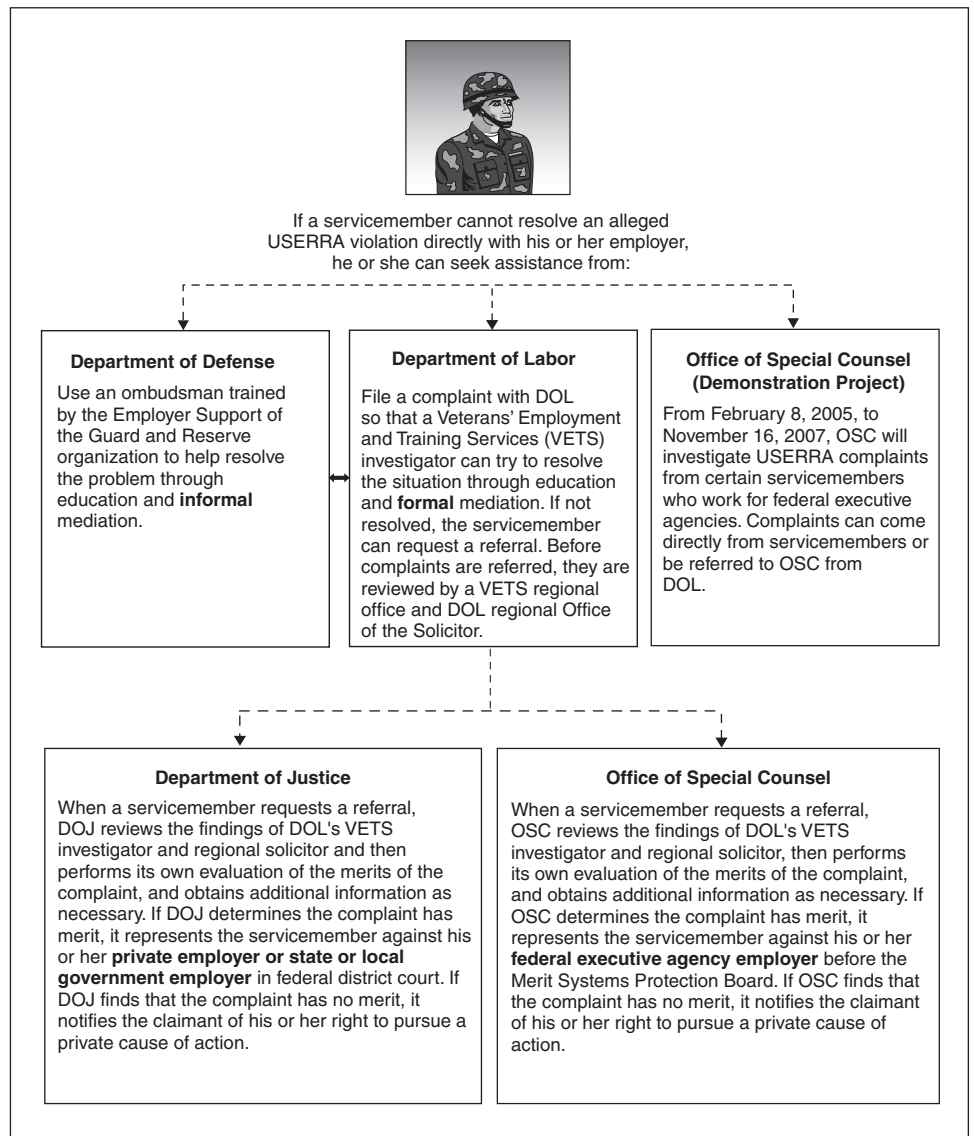 If a servicemember cannot resolve an alleged
USERRA violation directly with his or her employer,
he or she can seek assistance from:
Department of Defense
Use an ombudsman trained
by the Employer Support of
the Guard and Reserve
organization to help resolve
the problem through
education and informal
mediation.
Department of Labor
File a complaint with DOL
so that a Veterans’ Employment
and Training Services (VETS)
investigator can try to resolve
the situation through education
and formal mediation. If not
resolved, the servicemember
can request a referral. Before
complaints are referred, they are
reviewed by a VETS regional
office and DOL regional Office
of the Solicitor.
Office of Special Counsel
(Demonstration Project)
From February 8, 2005, to
November 16, 2007, OSC will
investigate USERRA complaints
from certain servicemembers
who work for federal executive
agencies. Complaints can come
directly from servicemembers or
be referred to OSC from
DOL.
Department of Justice
When a servicemember requests a referral,
DOJ reviews the findings of DOL's VETS
investigator and regional solicitor and then
performs its own evaluation of the merits of the
complaint, and obtains additional information as
necessary. If DOJ determines the complaint has
merit, it represents the servicemember against his
or her private employer or state or local
government employer in federal district court. If
DOJ finds that the complaint has no merit, it
notifies the claimant of his or her right to pursue a
private cause of action.
Office of Special Counsel
When a servicemember requests a referral,
OSC reviews the findings of DOL's VETS
investigator and regional solicitor, then performs
its own evaluation of the merits of the complaint,
and obtains additional information as necessary. If
OSC determines the complaint has merit, it
represents the servicemember against his or her
federal executive agency employer before the
Merit Systems Protection Board. If OSC finds that
the complaint has no merit, it notifies the claimant
of his or her right to pursue a private cause of
action.